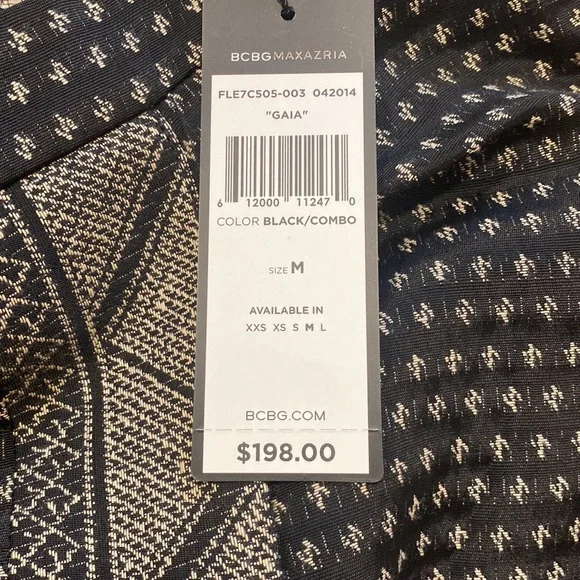 BCBGMAXAZRIA
FLE7C505-003 042014
"GAIA"
6 12000 11247 0
COLOR BLACK/COMBO
SIZE M
AVAILABLE IN
XXS XS S M L
BCBG.COM
$198.00